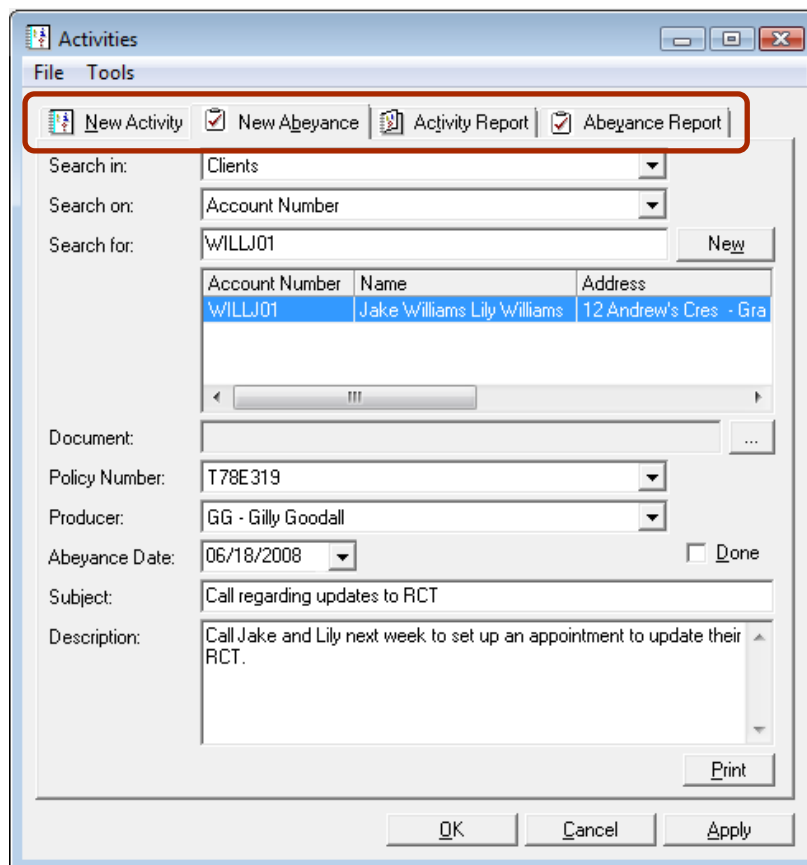 Activities
File Tools
New Activity New Abeyance Activity Report Abeyance Report
Search in: Clients
Search on: Account Number
Search for: WILLJ01 New
Account Number Name Address
WILLJ01 Jake Williams Lily Williams 12 Andrew's Cres - Gra
Document: ...
Policy Number: T78E319
Producer: GG - Gilly Goodall
Abeyance Date: 06/18/2008 Done
Subject: Call regarding updates to RCT
Description: Call Jake and Lily next week to set up an appointment to update their
RCT.
Print
OK Cancel Apply